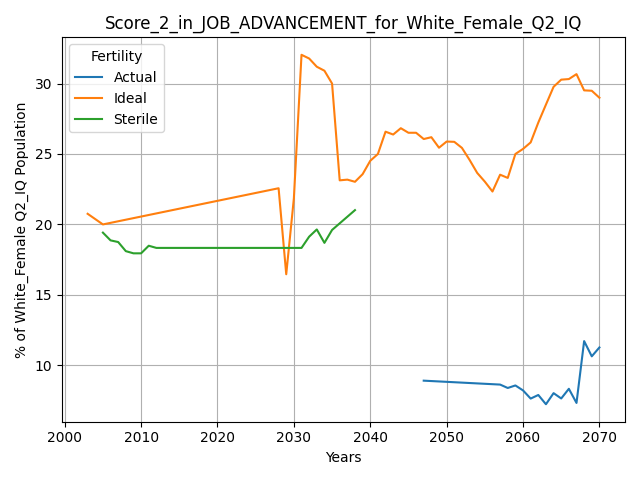 Score_2_in_JOB_ADVANCEMENT_for_White_Female_Q2_IQ
Fertility
Actual
Ideal
Sterile
% of White_Female Q2_IQ Population
30
25
20
15
10
2000 2010 2020 2030 2040 2050 2060 2070
Years